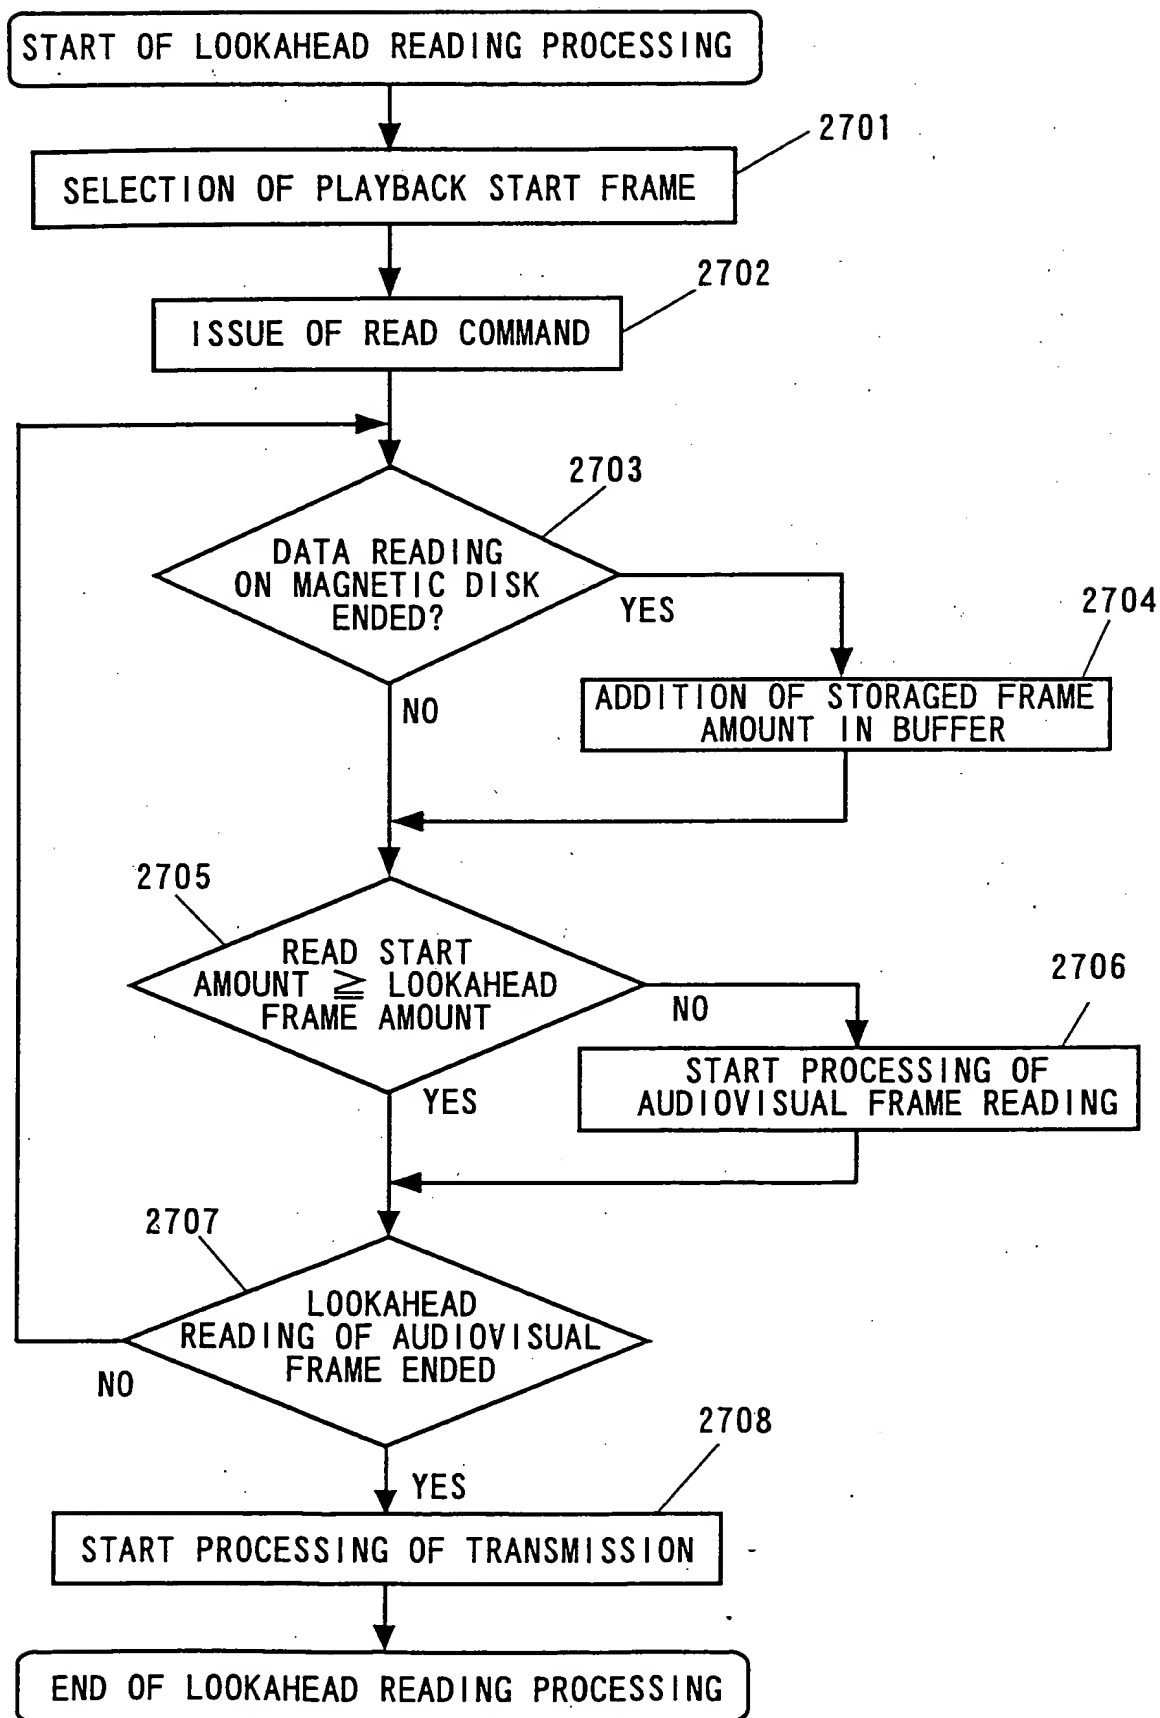 START OF LOOKAHEAD READING PROCESSING
2701
SELECTION OF PLAYBACK START FRAME
2702
ISSUE OF READ COMMAND
2703
DATA READING
ON MAGNETIC DISK
ENDED?
YES
NO
2704
ADDITION OF STORAGED FRAME
AMOUNT IN BUFFER
2705
READ START
AMOUNT ≧ LOOKAHEAD
FRAME AMOUNT
NO
YES
2706
START PROCESSING OF
AUDIOVISUAL FRAME READING
2707
LOOKAHEAD
READING OF AUDIOVISUAL
FRAME ENDED
NO
YES
2708
START PROCESSING OF TRANSMISSION
END OF LOOKAHEAD READING PROCESSING